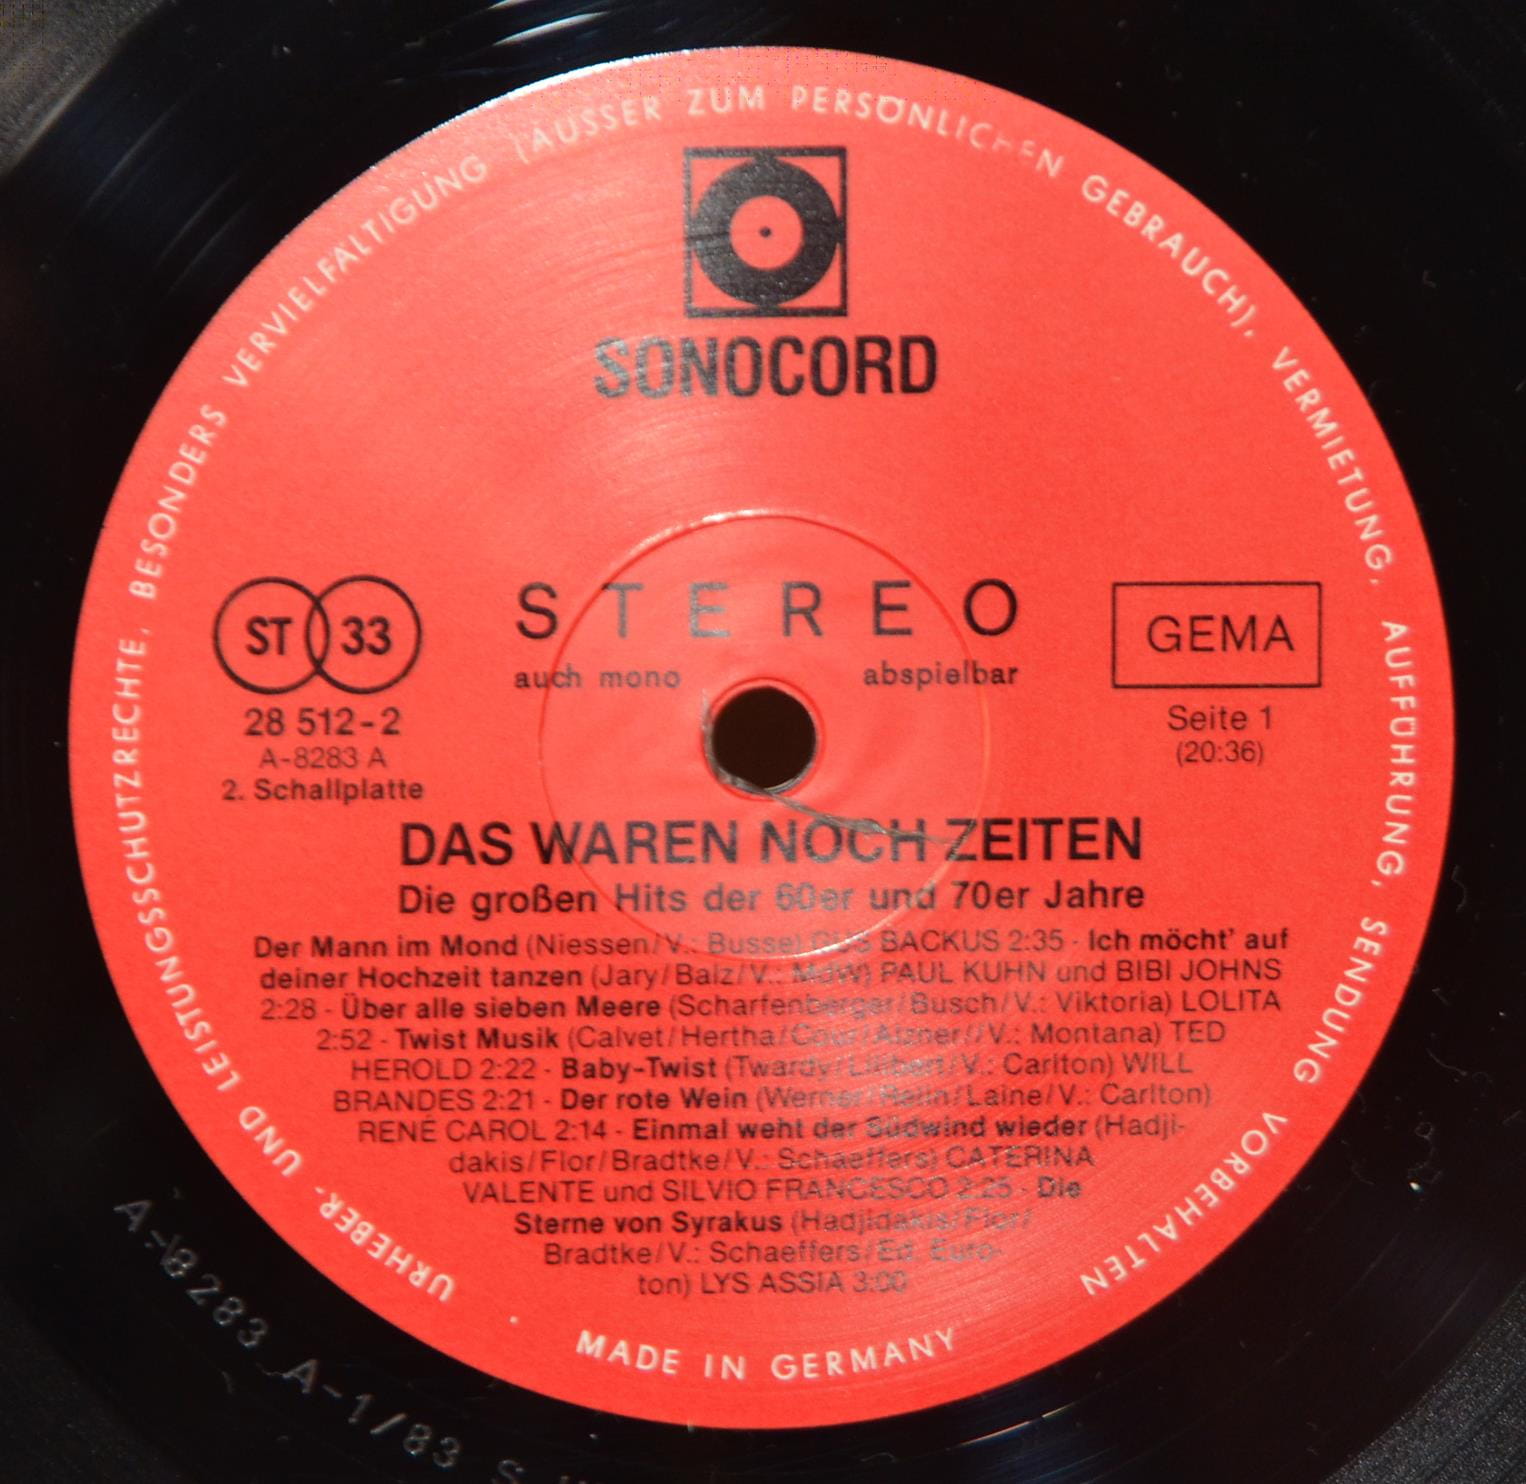 URHEBER- UND LEISTUNGSSCHUTZRECHTE, BESONDERS VERVIELFÄLTIGUNG (AUSSER ZUM PERSÖNLICHEN GEBRAUCH), VERMIETUNG, AUFFÜHRUNG, SENDUNG VORBEHALTEN
SONOCORD
STEREO
auch mono abspielbar
ST 33
28 512-2
A-8283 A
2. Schallplatte
GEMA
Seite 1
(20:36)
DAS WAREN NOCH ZEITEN
Die großen Hits der 60er und 70er Jahre
Der Mann im Mond (Niessen/V.: Busse) GUS BACKUS 2:35 · Ich möcht' auf
deiner Hochzeit tanzen (Jary/Balz/V.: MdW) PAUL KUHN und BIBI JOHNS
2:28 · Über alle sieben Meere (Scharfenberger/Busch/V.: Viktoria) LOLITA
2:52 · Twist Musik (Calvet/Hertha/Cour/Alzner//V.: Montana) TED
HEROLD 2:22 · Baby-Twist (Twardy/Lilibert/V.: Carlton) WILL
BRANDES 2:21 · Der rote Wein (Werner/Relin/Laine/V.: Carlton)
RENÉ CAROL 2:14 · Einmal weht der Südwind wieder (Hadji-
dakis/Flor/Bradtke/V.: Schaeffers) CATERINA
VALENTE und SILVIO FRANCESCO 2:25 · Die
Sterne von Syrakus (Hadjidakis/Flor/
Bradtke/V.: Schaeffers/Ed. Euro-
ton) LYS ASSIA 3:00
MADE IN GERMANY
A-8283 A-1/83 S